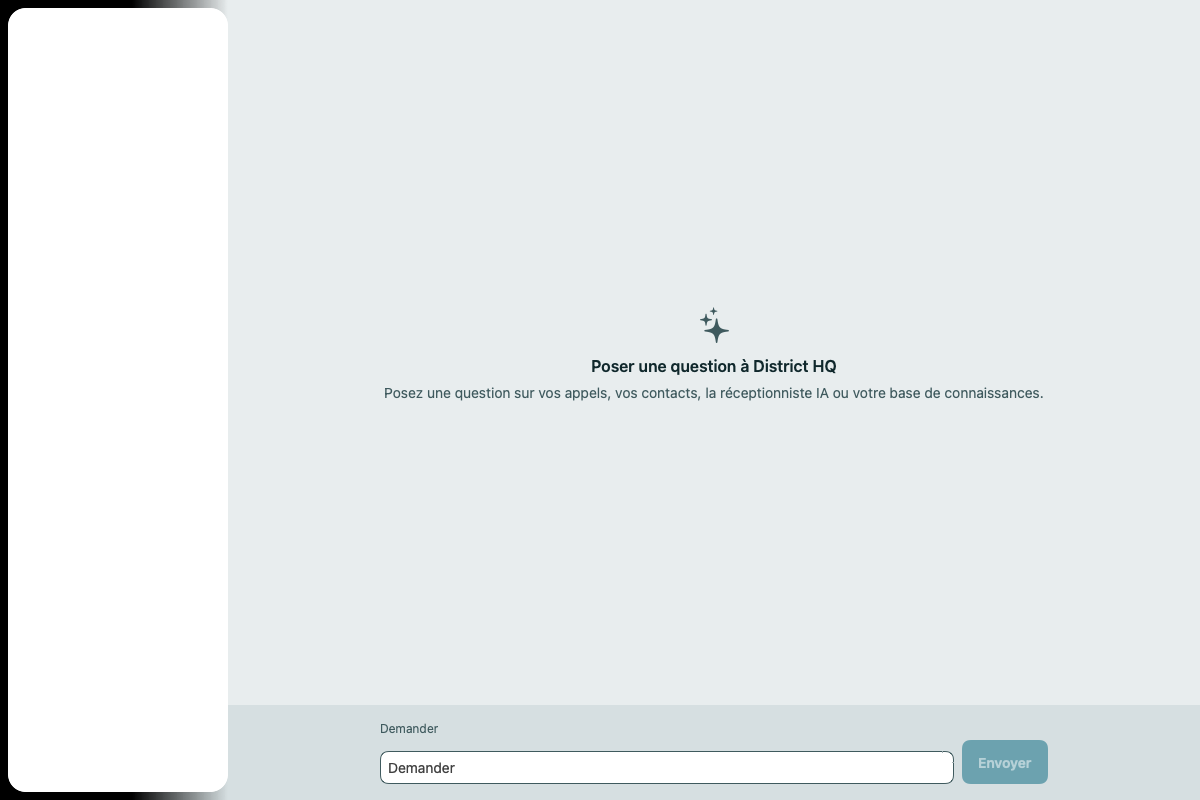 Poser une question à District HQ
Posez une question sur vos appels, vos contacts, la réceptionniste IA ou votre base de connaissances.
Demander
Demander
Envoyer